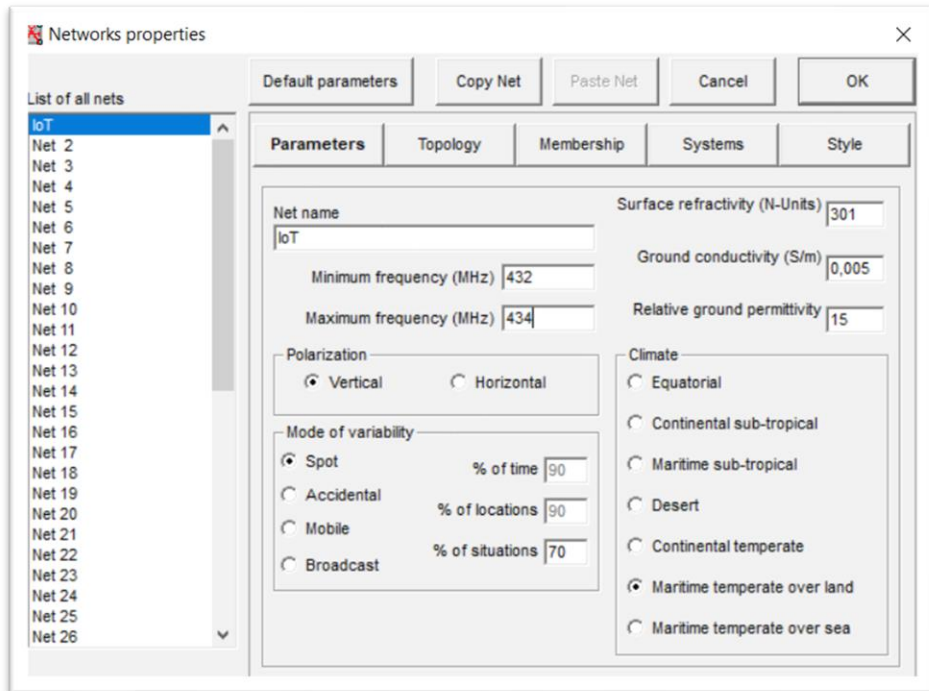 Networks properties
Default parameters
Copy Net
Paste Net
Cancel
OK
List of all nets
IoT
Net 2
Net 3
Net 4
Net 5
Net 6
Net 7
Net 8
Net 9
Net 10
Net 11
Net 12
Net 13
Net 14
Net 15
Net 16
Net 17
Net 18
Net 19
Net 20
Net 21
Net 22
Net 23
Net 24
Net 25
Net 26
Parameters
Topology
Membership
Systems
Style
Net name
IoT
Minimum frequency (MHz) 432
Maximum frequency (MHz) 434
Surface refractivity (N-Units) 301
Ground conductivity (S/m) 0,005
Relative ground permittivity 15
Polarization
Vertical
Horizontal
Mode of variability
Spot
Accidental
Mobile
Broadcast
% of time 90
% of locations 90
% of situations 70
Climate
Equatorial
Continental sub-tropical
Maritime sub-tropical
Desert
Continental temperate
Maritime temperate over land
Maritime temperate over sea